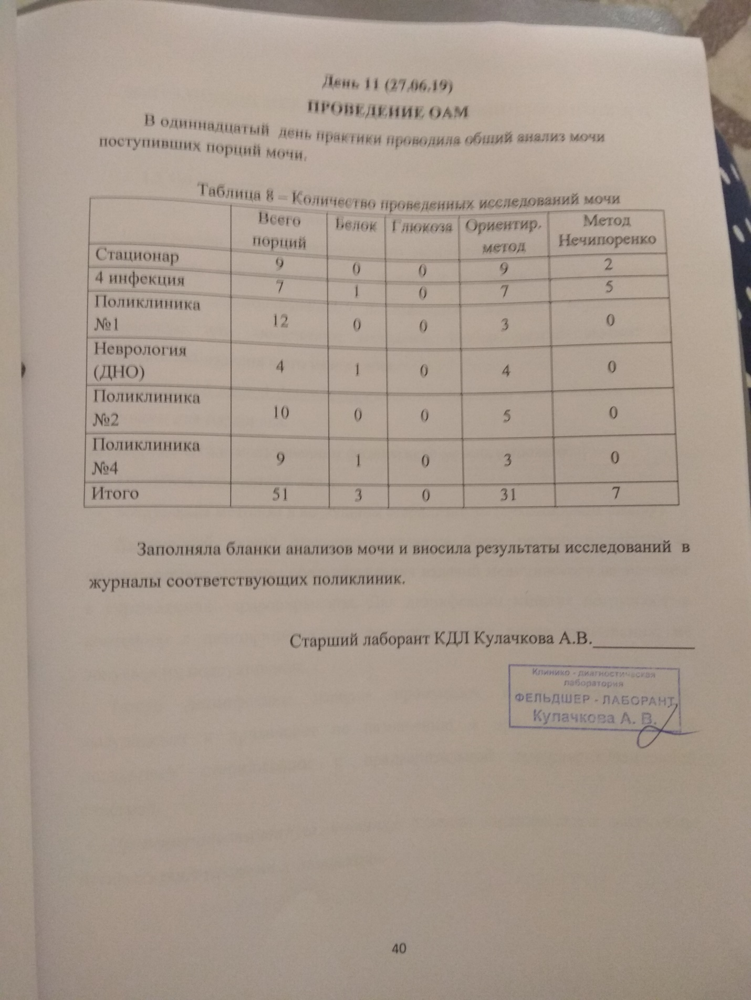 День 11 (27.06.19)
ПРОВЕДЕНИЕ ОАМ
В одиннадцатый день практики проводила общий анализ мочи
поступивших порций мочи.
Таблица 8 – Количество проведенных исследований мочи
Всего порций Белок Глюкоза Ориентир. метод Метод Нечипоренко
Стационар 9 0 0 9 2
4 инфекция 7 1 0 7 5
Поликлиника №1 12 0 0 3 0
Неврология (ДНО) 4 1 0 4 0
Поликлиника №2 10 0 0 5 0
Поликлиника №4 9 1 0 3 0
Итого 51 3 0 31 7
Заполняла бланки анализов мочи и вносила результаты исследований в
журналы соответствующих поликлиник.
Старший лаборант КДЛ Кулачкова А.В.______________
Клинико - диагностическая
лаборатория
ФЕЛЬДШЕР - ЛАБОРАНТ
Кулачкова А. В.
40